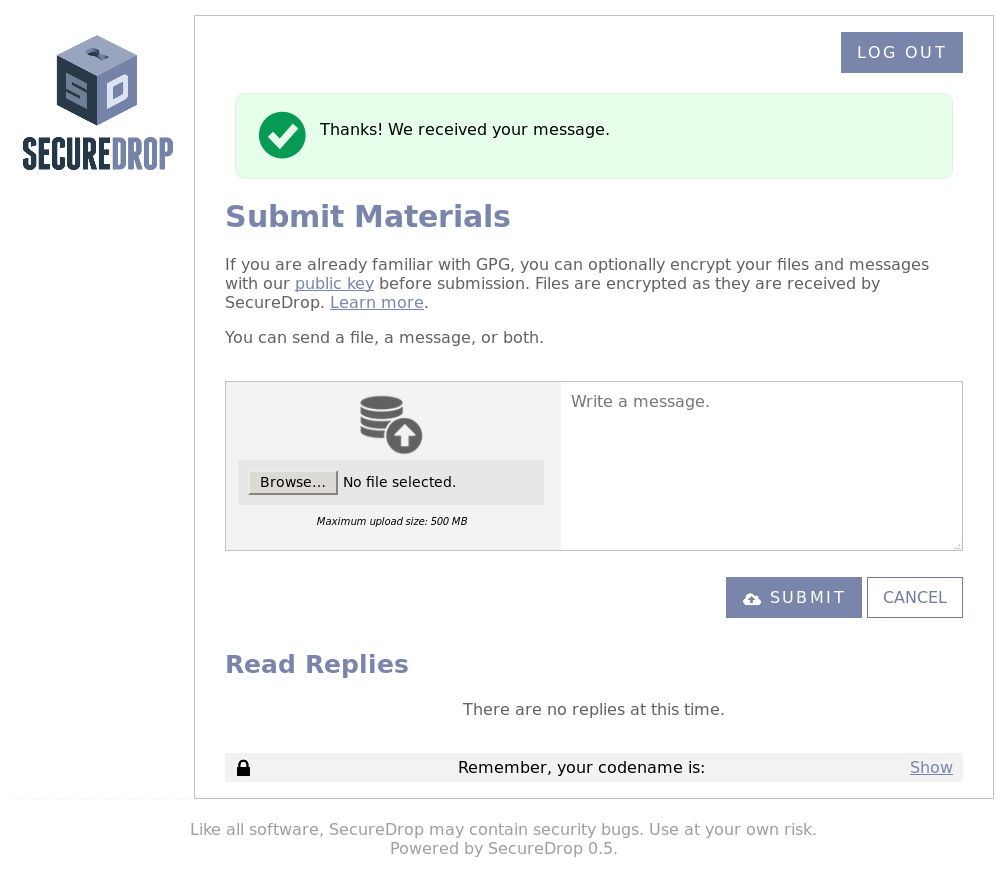 SECUREDROP
LOG OUT
Thanks! We received your message.
Submit Materials
If you are already familiar with GPG, you can optionally encrypt your files and messages
with our public key before submission. Files are encrypted as they are received by
SecureDrop. Learn more.
You can send a file, a message, or both.
Browse...
No file selected.
Maximum upload size: 500 MB
Write a message.
SUBMIT
CANCEL
Read Replies
There are no replies at this time.
Remember, your codename is:
Show
Like all software, SecureDrop may contain security bugs. Use at your own risk.
Powered by SecureDrop 0.5.